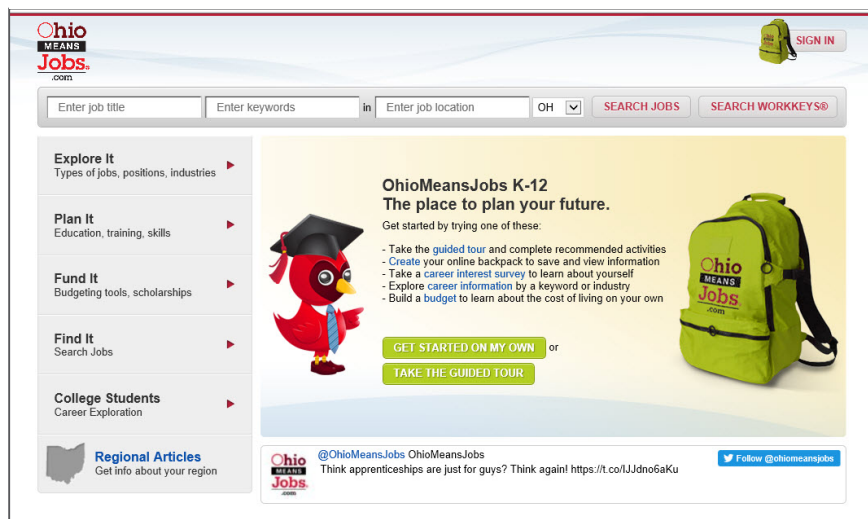 Ohio
MEANS
Jobs®
.com
SIGN IN
Enter job title
Enter keywords
in
Enter job location
OH
SEARCH JOBS
SEARCH WORKKEYS®
Explore It
Types of jobs, positions, industries
Plan It
Education, training, skills
Fund It
Budgeting tools, scholarships
Find It
Search Jobs
College Students
Career Exploration
Regional Articles
Get info about your region
OhioMeansJobs K-12
The place to plan your future.
Get started by trying one of these:
- Take the guided tour and complete recommended activities
- Create your online backpack to save and view information
- Take a career interest survey to learn about yourself
- Explore career information by a keyword or industry
- Build a budget to learn about the cost of living on your own
GET STARTED ON MY OWN or
TAKE THE GUIDED TOUR
Ohio
MEANS
Jobs
.com
Ohio
MEANS
Jobs
.com
@OhioMeansJobs OhioMeansJobs
Think apprenticeships are just for guys? Think again! https://t.co/IJJdno6aKu
Follow @ohiomeansjobs